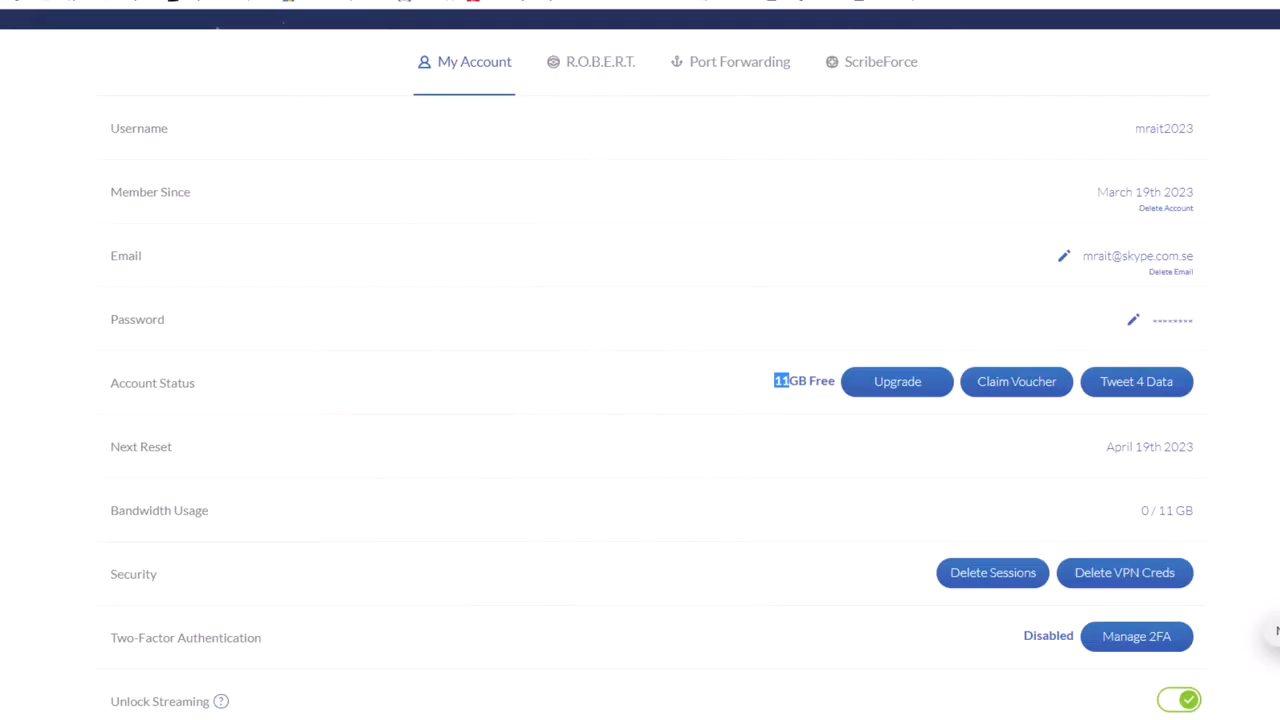 My Account R.O.B.E.R.T. Port Forwarding ScribeForce
Username mrait2023
Member Since March 19th 2023
Delete Account
Email mrait@skype.com.se
Delete Email
Password ********
Account Status 11GB Free Upgrade Claim Voucher Tweet 4 Data
Next Reset April 19th 2023
Bandwidth Usage 0 / 11 GB
Security Delete Sessions Delete VPN Creds
Two-Factor Authentication Disabled Manage 2FA
Unlock Streaming ?